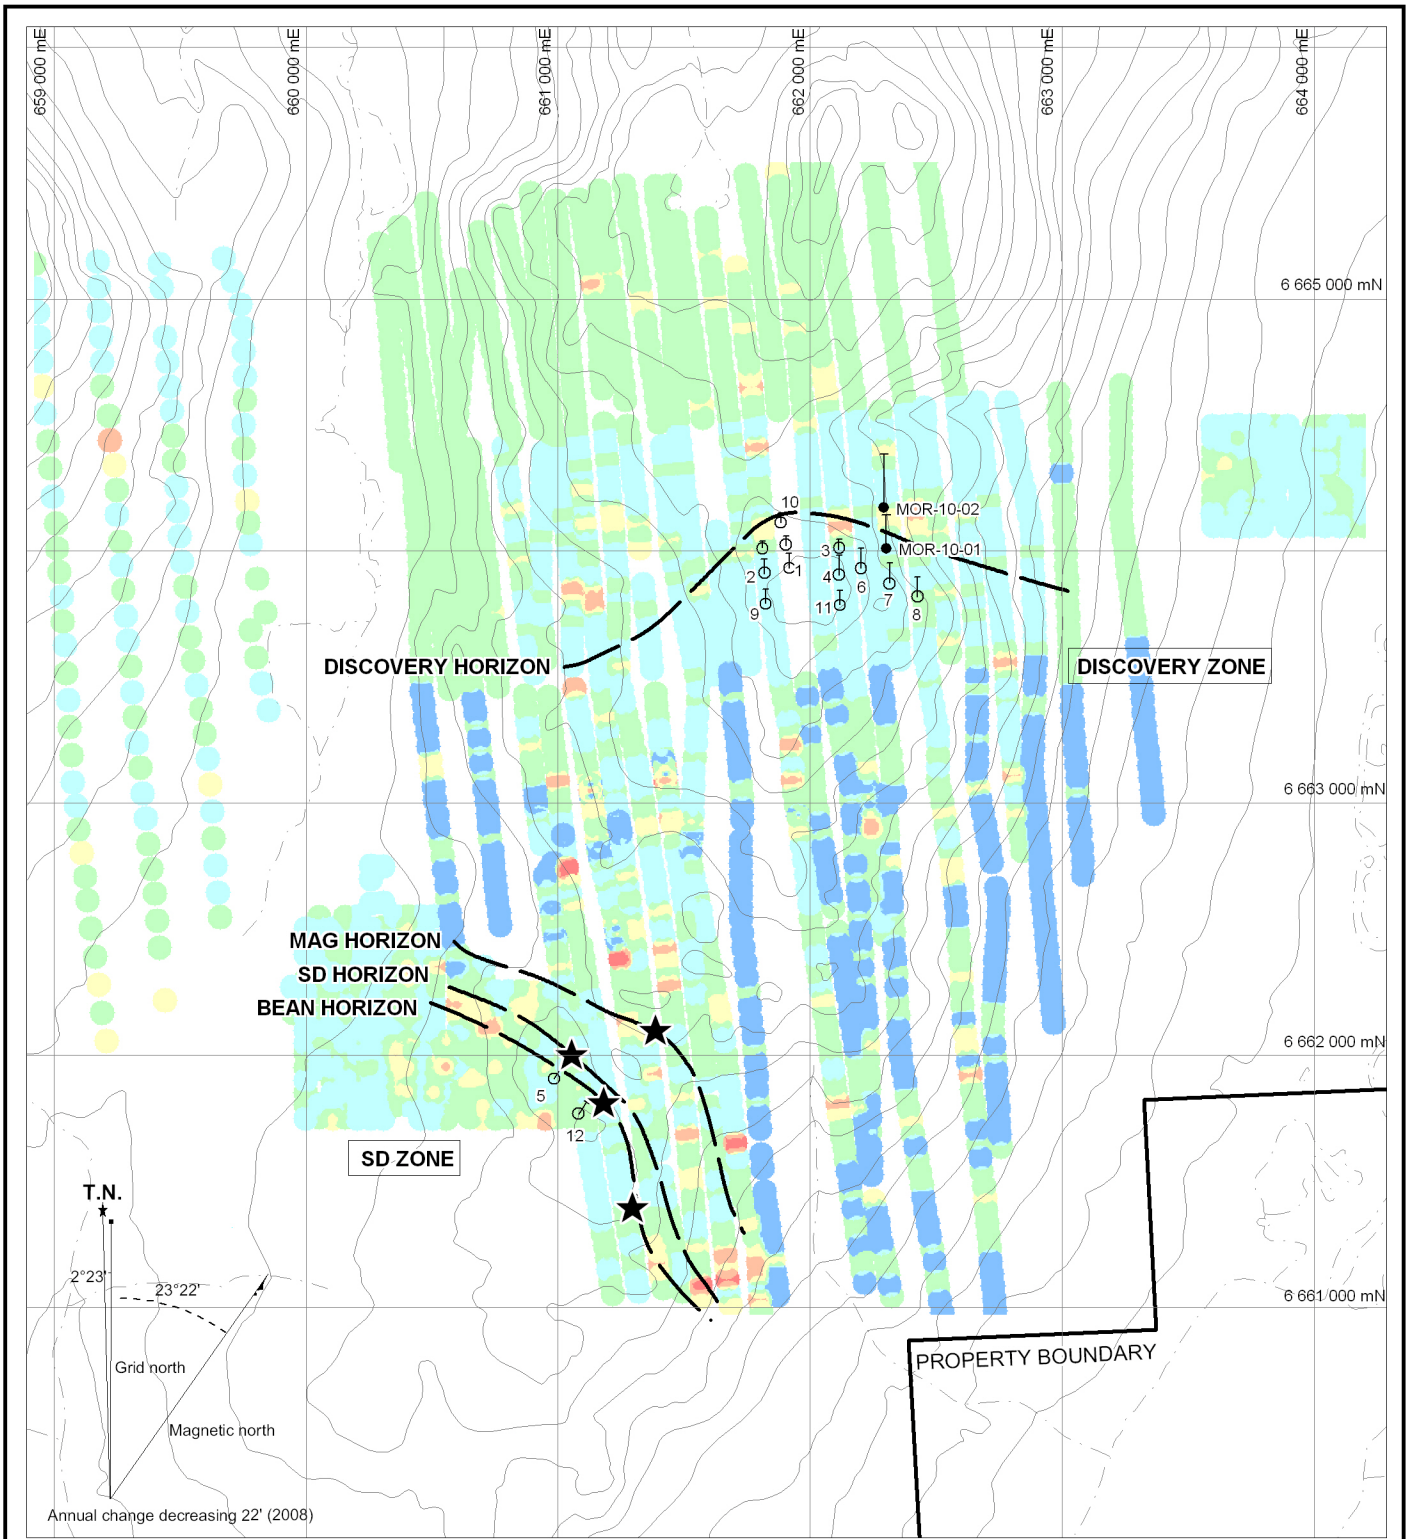 659 000 mE
660 000 mE
661 000 mE
662 000 mE
663 000 mE
664 000 mE
6 665 000 mN
10
MOR-10-02
3
MOR-10-01
2
1
4
6
9
11
7
8
DISCOVERY HORIZON
DISCOVERY ZONE
6 663 000 mN
MAG HORIZON
SD HORIZON
BEAN HORIZON
6 662 000 mN
5
12
SD ZONE
T.N.
2°23'
23°22'
6 661 000 mN
PROPERTY BOUNDARY
Grid north
Magnetic north
Annual change decreasing 22' (2008)